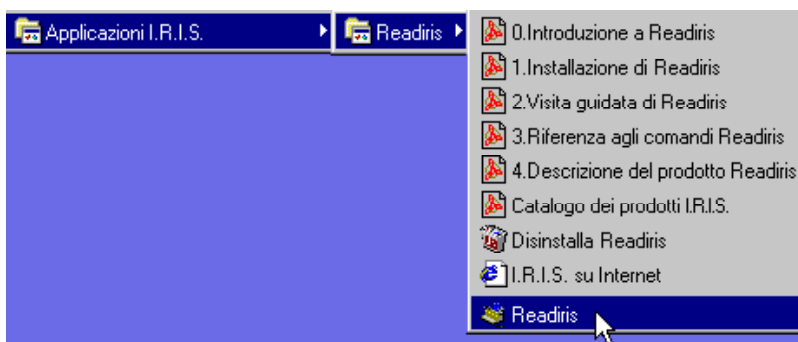 Applicazioni I.R.I.S.
Readiris
0.Introduzione a Readiris
1.Installazione di Readiris
2.Visita guidata di Readiris
3.Riferenza agli comandi Readiris
4.Descrizione del prodotto Readiris
Catalogo dei prodotti I.R.I.S.
Disinstalla Readiris
I.R.I.S. su Internet
Readiris